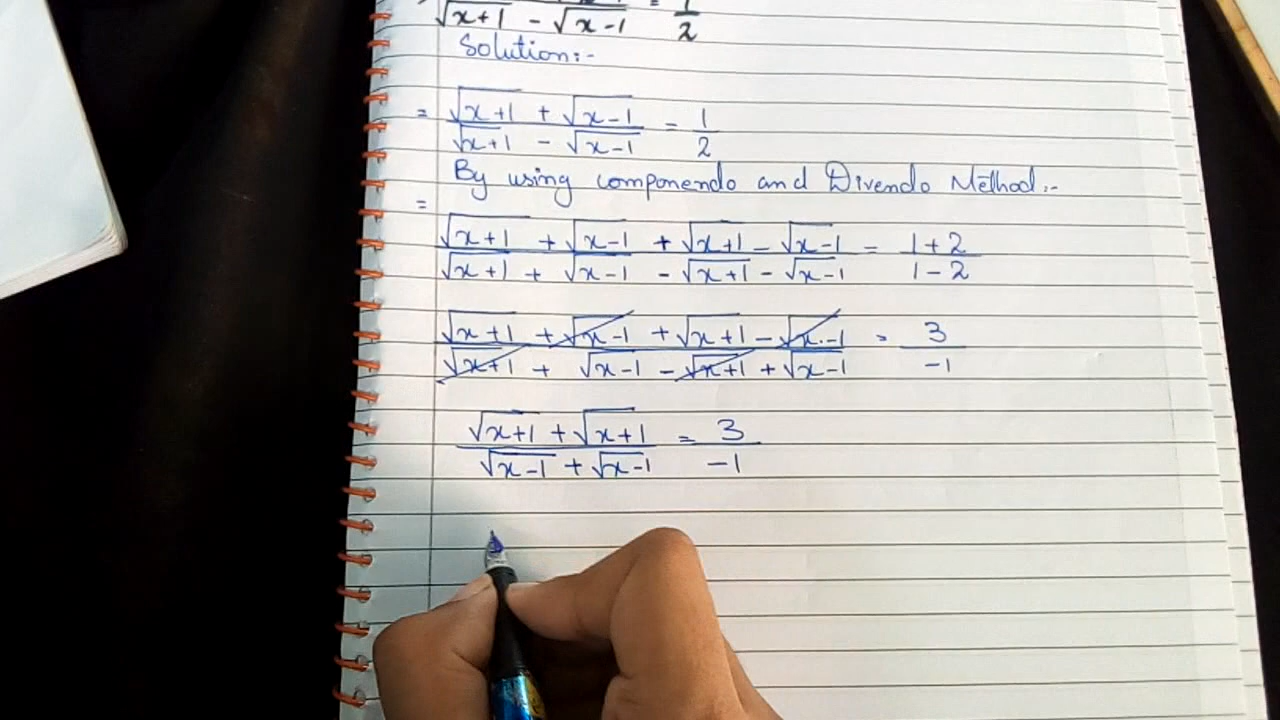 √x+1 - √x-1 = 1/2
Solution:-
= √x+1 + √x-1 / √x+1 - √x-1 = 1/2
By using componendo and Divendo Method:-
=
√x+1 + √x-1 + √x+1 - √x-1 / √x+1 + √x-1 - √x+1 - √x-1 = 1+2 / 1-2
√x+1 + √x-1 + √x+1 - √x-1 / √x+1 + √x-1 - √x+1 + √x-1 = 3 / -1
√x+1 + √x+1 / √x-1 + √x-1 = 3 / -1